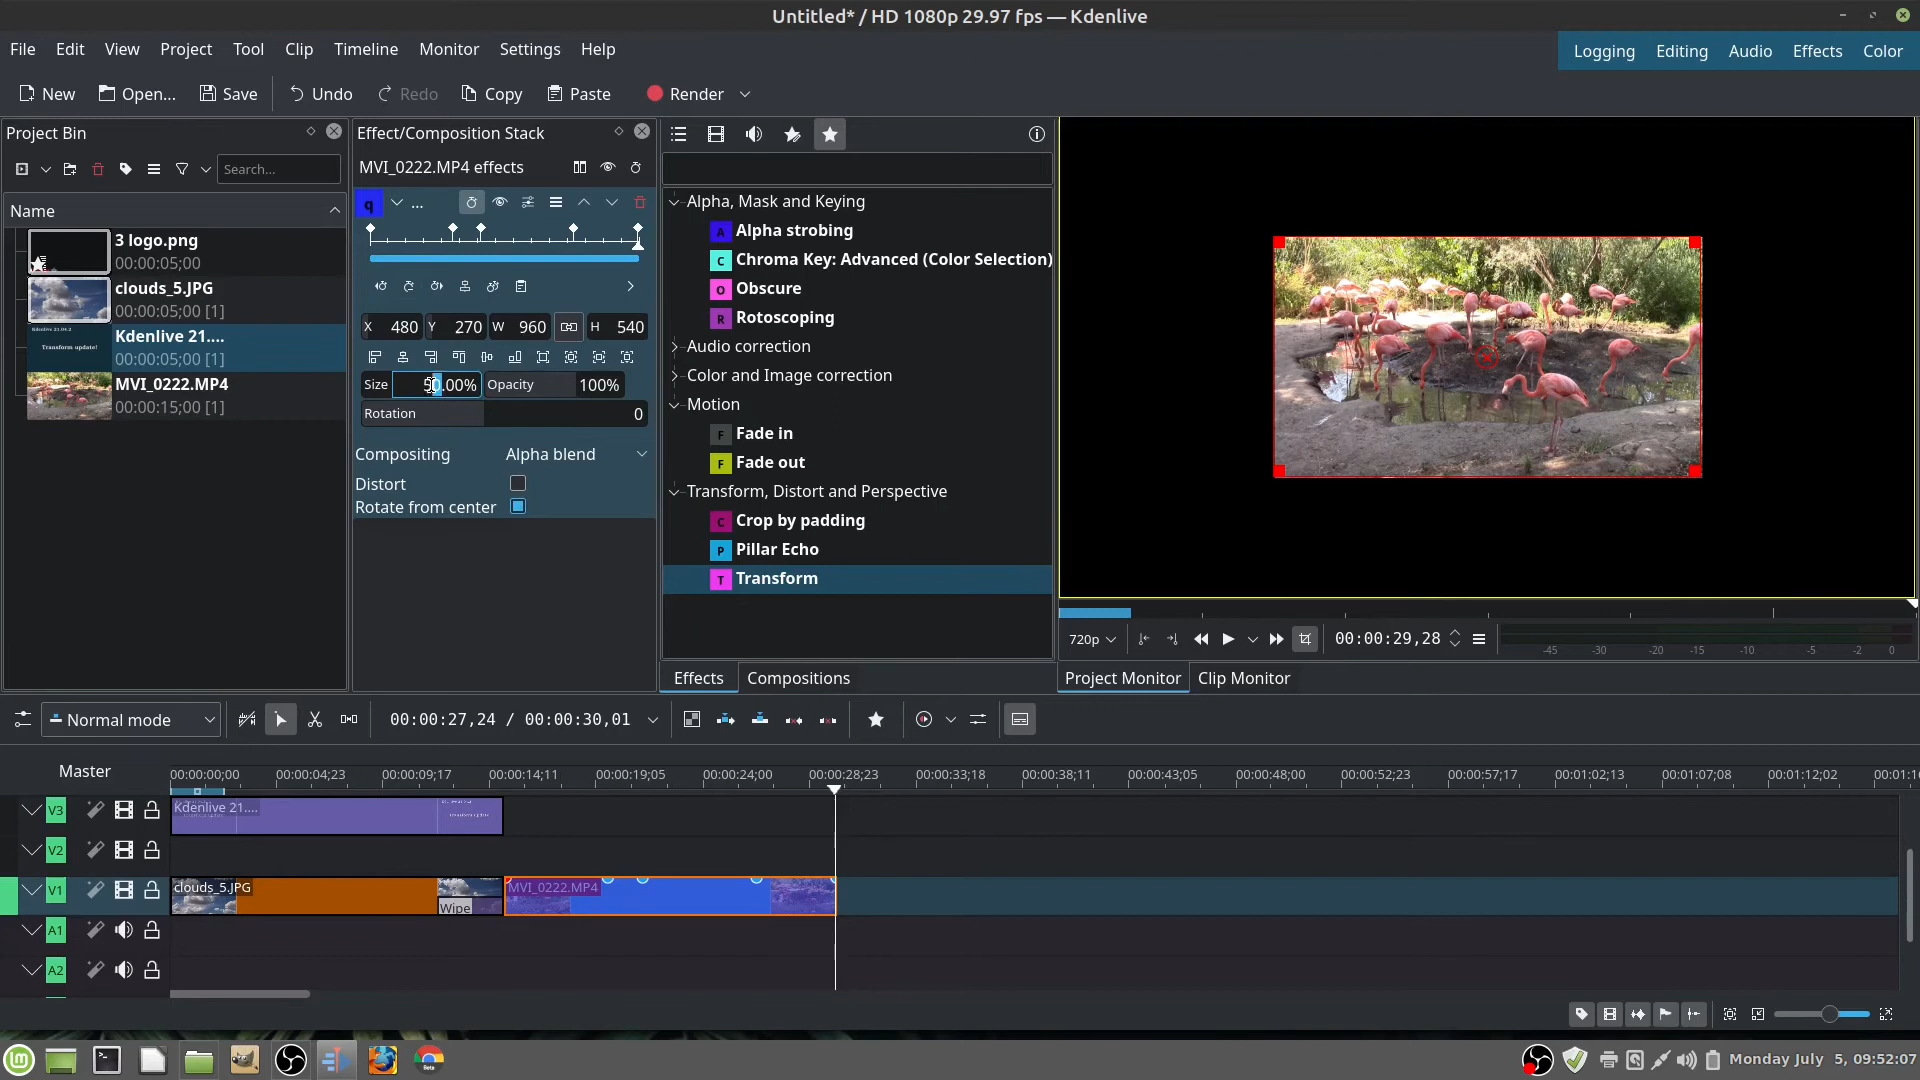 Untitled* / HD 1080p 29.97 fps — Kdenlive
File Edit View Project Tool Clip Timeline Monitor Settings Help
Logging Editing Audio Effects Color
New Open... Save Undo Redo Copy Paste Render
Project Bin
Search...
Name
3 logo.png
00:00:05;00
clouds_5.JPG
00:00:05;00 [1]
Kdenlive 21....
00:00:05;00 [1]
MVI_0222.MP4
00:00:15;00 [1]
Effect/Composition Stack
MVI_0222.MP4 effects
q ...
X 480 Y 270 W 960 H 540
Size 50.00% Opacity 100%
Rotation 0
Compositing Alpha blend
Distort
Rotate from center
Alpha, Mask and Keying
A Alpha strobing
C Chroma Key: Advanced (Color Selection)
O Obscure
R Rotoscoping
Audio correction
Color and Image correction
Motion
F Fade in
F Fade out
Transform, Distort and Perspective
C Crop by padding
P Pillar Echo
T Transform
Effects Compositions
720p 00:00:29,28
-45 -30 -20 -15 -10 -5 -2 0
Project Monitor Clip Monitor
Normal mode 00:00:27,24 / 00:00:30,01
Master
00:00:00;00 00:00:04;23 00:00:09;17 00:00:14;11 00:00:19;05 00:00:24;00 00:00:28;23 00:00:33;18 00:00:38;11 00:00:43;05 00:00:48;00 00:00:52;23 00:00:57;17 00:01:02;13 00:01:07;08 00:01:12;02 00:01:1
V3 Kdenlive 21....
V2
V1 clouds_5.JPG Wipe MVI_0222.MP4
A1
A2
Monday July 5, 09:52:07